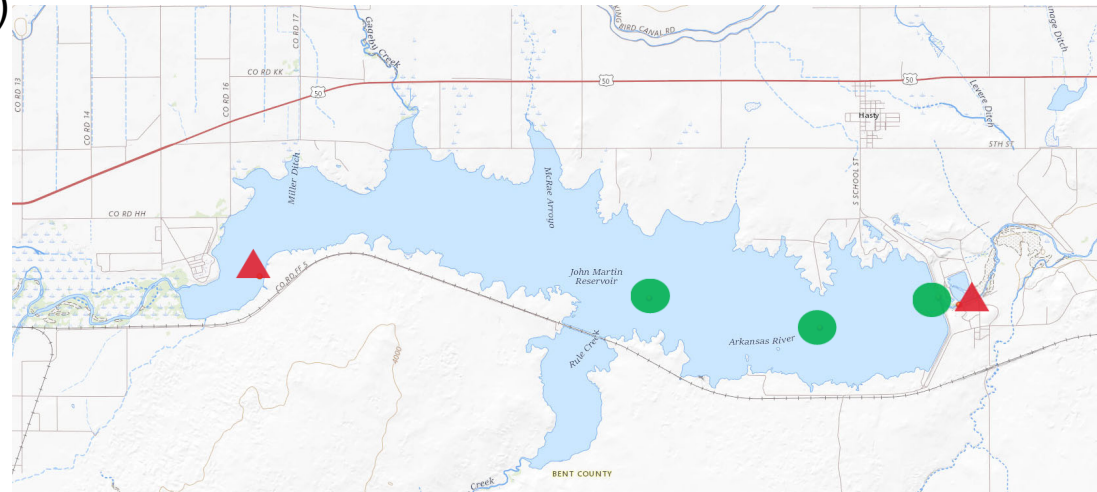 )
CO RD 13
CO RD 14
CO RD 16
CO RD 17
CO RD KK
50
Gageby Creek
50
BIRD CANAL RD
50
Levere Ditch
Hasty
5TH ST
S SCHOOL ST
Miller Ditch
McRae Arroyo
CO RD HH
CO RD FF 5
John Martin
Reservoir
Arkansas River
Rule Creek
4000
BENT COUNTY
Creek